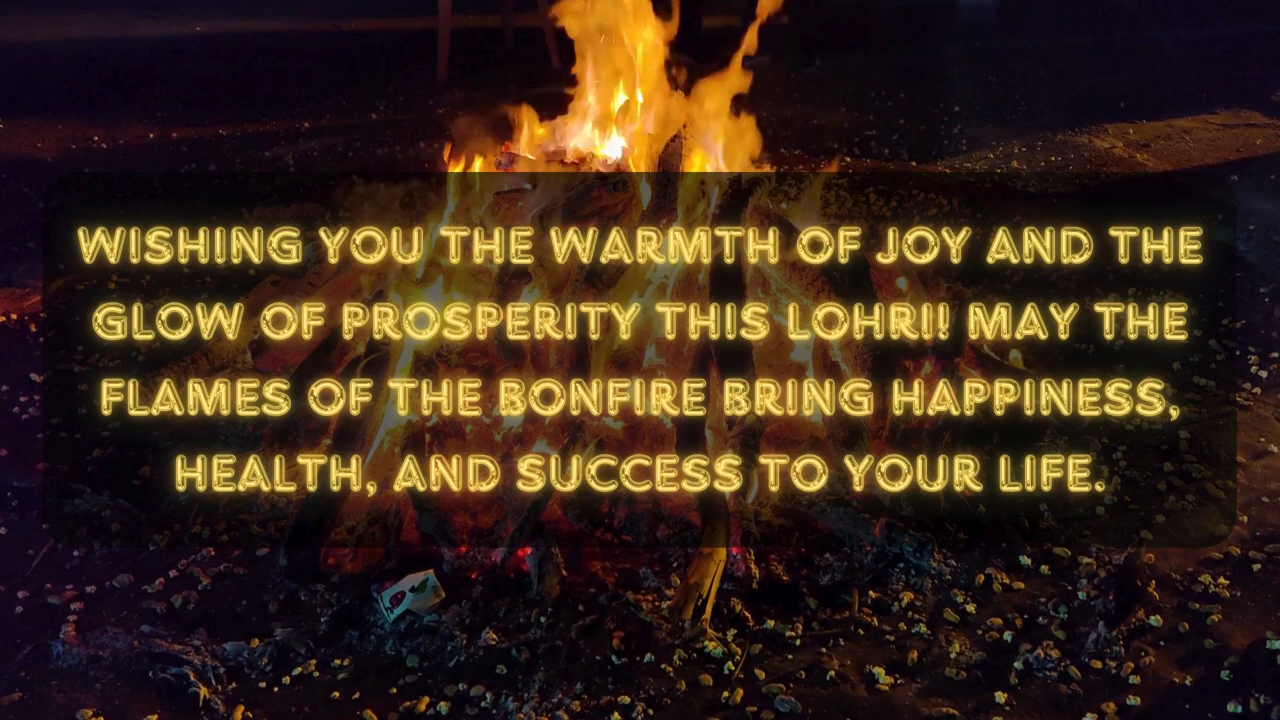 WISHING YOU THE WARMTH OF JOY AND THE
GLOW OF PROSPERITY THIS LOHRI! MAY THE
FLAMES OF THE BONFIRE BRING HAPPINESS,
HEALTH, AND SUCCESS TO YOUR LIFE.